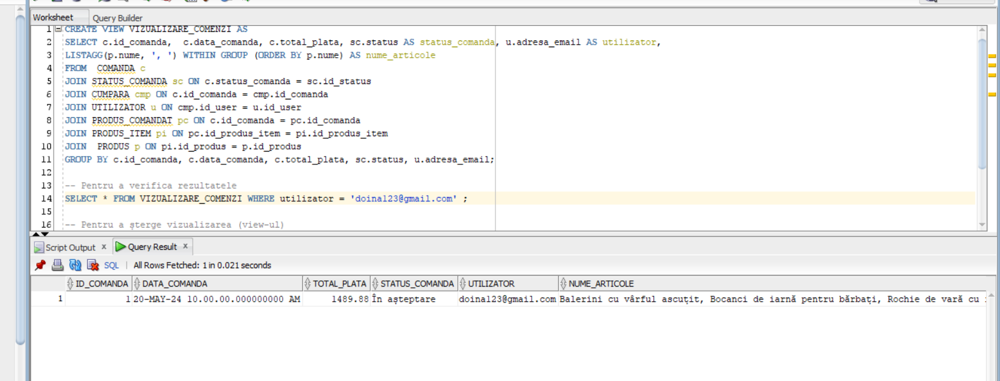 Worksheet Query Builder
1 CREATE VIEW VIZUALIZARE_COMENZI AS
2 SELECT c.id_comanda,  c.data_comanda, c.total_plata, sc.status AS status_comanda, u.adresa_email AS utilizator,
3 LISTAGG(p.nume, ', ') WITHIN GROUP (ORDER BY p.nume) AS nume_articole
4 FROM  COMANDA c
5 JOIN STATUS_COMANDA sc ON c.status_comanda = sc.id_status
6 JOIN CUMPARA cmp ON c.id_comanda = cmp.id_comanda
7 JOIN UTILIZATOR u ON cmp.id_user = u.id_user
8 JOIN PRODUS_COMANDAT pc ON c.id_comanda = pc.id_comanda
9 JOIN PRODUS_ITEM pi ON pc.id_produs_item = pi.id_produs_item
10 JOIN  PRODUS p ON pi.id_produs = p.id_produs
11 GROUP BY c.id_comanda, c.data_comanda, c.total_plata, sc.status, u.adresa_email;
12
13 -- Pentru a verifica rezultatele
14 SELECT * FROM VIZUALIZARE_COMENZI WHERE utilizator = 'doina123@gmail.com' ;
15
16 -- Pentru a șterge vizualizarea (view-ul)
Script Output x Query Result x
SQL | All Rows Fetched: 1 in 0.021 seconds
ID_COMANDA DATA_COMANDA TOTAL_PLATA STATUS_COMANDA UTILIZATOR NUME_ARTICOLE
1 1 20-MAY-24 10.00.00.000000000 AM 1489.88 În așteptare doina123@gmail.com Balerini cu vârful ascuțit, Bocanci de iarnă pentru bărbați, Rochie de vară cu